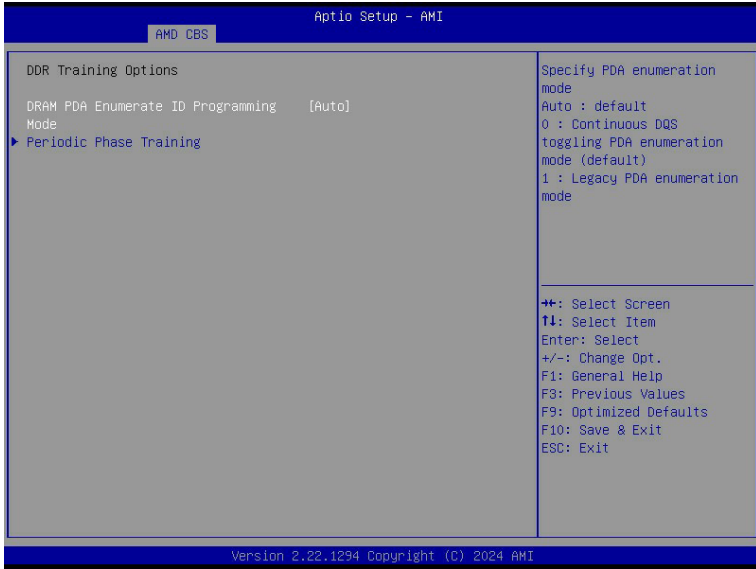 Aptio Setup - AMI
AMD CBS
DDR Training Options
DRAM PDA Enumerate ID Programming [Auto]
Mode
Periodic Phase Training
Specify PDA enumeration
mode
Auto : default
0 : Continuous DQS
toggling PDA enumeration
mode (default)
1 : Legacy PDA enumeration
mode
→←: Select Screen
↑↓: Select Item
Enter: Select
+/-: Change Opt.
F1: General Help
F3: Previous Values
F9: Optimized Defaults
F10: Save & Exit
ESC: Exit
Version 2.22.1294 Copyright (C) 2024 AMI